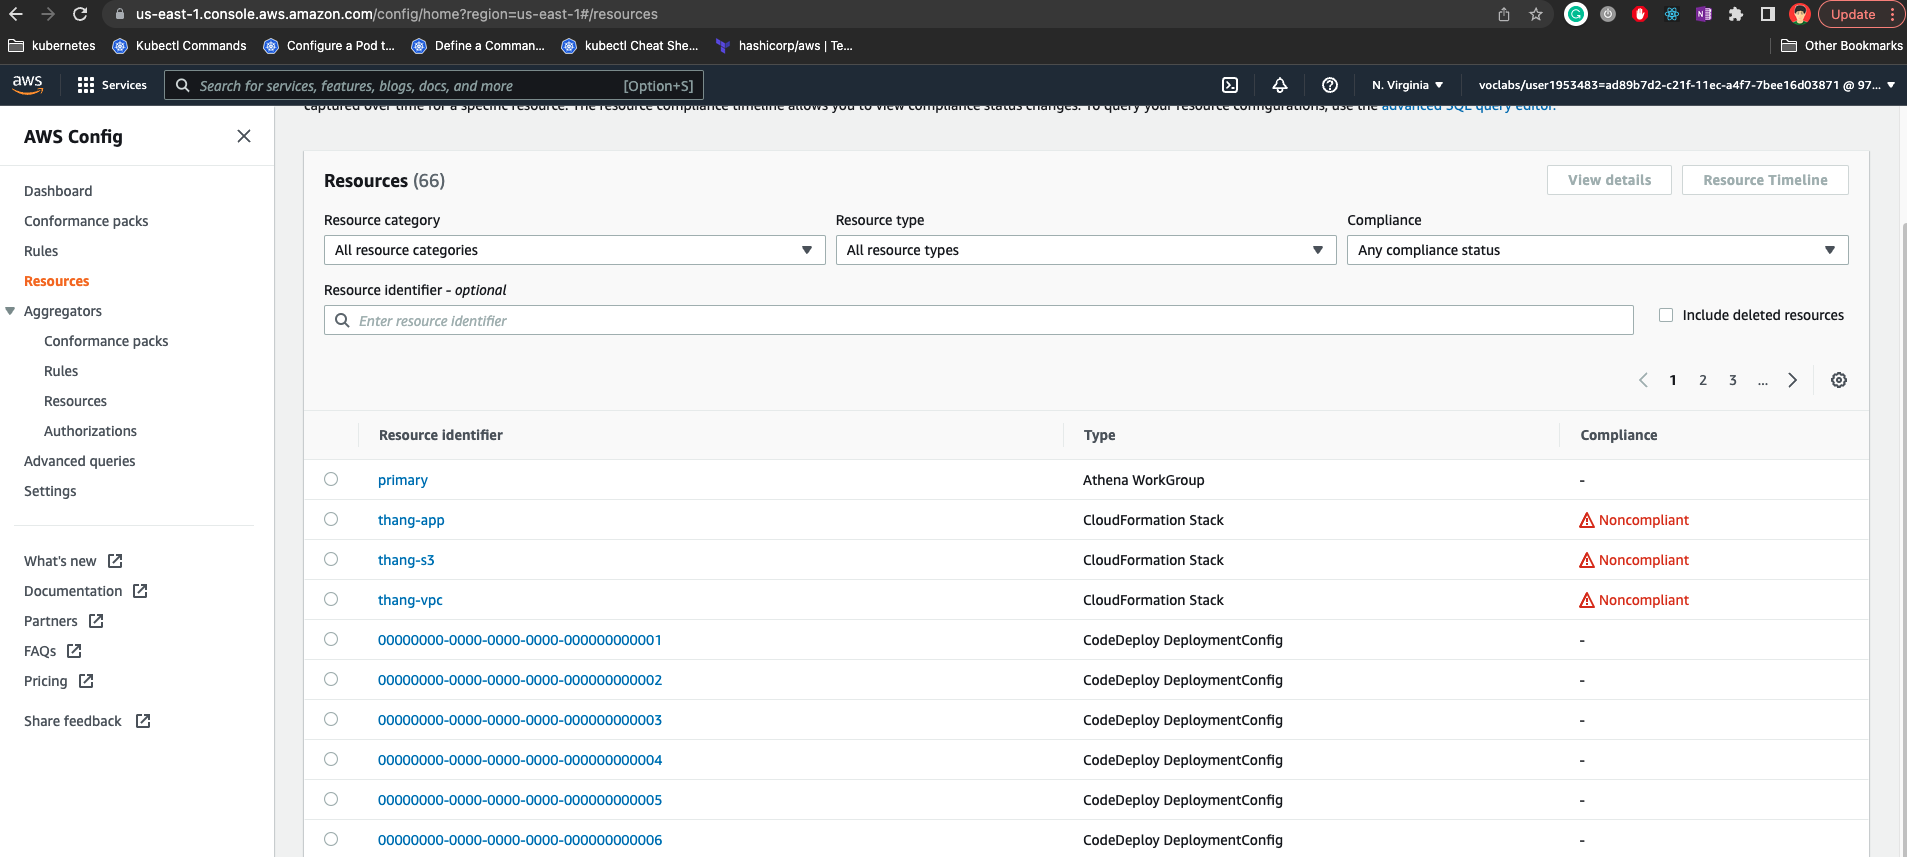 us-east-1.console.aws.amazon.com/config/home?region=us-east-1#/resources
Update
kubernetes
Kubectl Commands
Configure a Pod t...
Define a Comman...
kubectl Cheat She...
hashicorp/aws | Te...
Other Bookmarks
aws
Services
Search for services, features, blogs, docs, and more
[Option+S]
N. Virginia
voclabs/user1953483=ad89b7d2-c21f-11ec-a4f7-7bee16d03871 @ 97...
captured over time for a specific resource. The resource compliance timeline allows you to view compliance status changes. To query your resource configurations, use the advanced SQL query editor.
AWS Config
Dashboard
Conformance packs
Rules
Resources
Aggregators
Conformance packs
Rules
Resources
Authorizations
Advanced queries
Settings
What's new
Documentation
Partners
FAQs
Pricing
Share feedback
Resources (66)
View details
Resource Timeline
Resource category
Resource type
Compliance
All resource categories
All resource types
Any compliance status
Resource identifier - optional
Enter resource identifier
Include deleted resources
1 2 3 ...
Resource identifier Type Compliance
primary Athena WorkGroup -
thang-app CloudFormation Stack Noncompliant
thang-s3 CloudFormation Stack Noncompliant
thang-vpc CloudFormation Stack Noncompliant
00000000-0000-0000-0000-000000000001 CodeDeploy DeploymentConfig -
00000000-0000-0000-0000-000000000002 CodeDeploy DeploymentConfig -
00000000-0000-0000-0000-000000000003 CodeDeploy DeploymentConfig -
00000000-0000-0000-0000-000000000004 CodeDeploy DeploymentConfig -
00000000-0000-0000-0000-000000000005 CodeDeploy DeploymentConfig -
00000000-0000-0000-0000-000000000006 CodeDeploy DeploymentConfig -